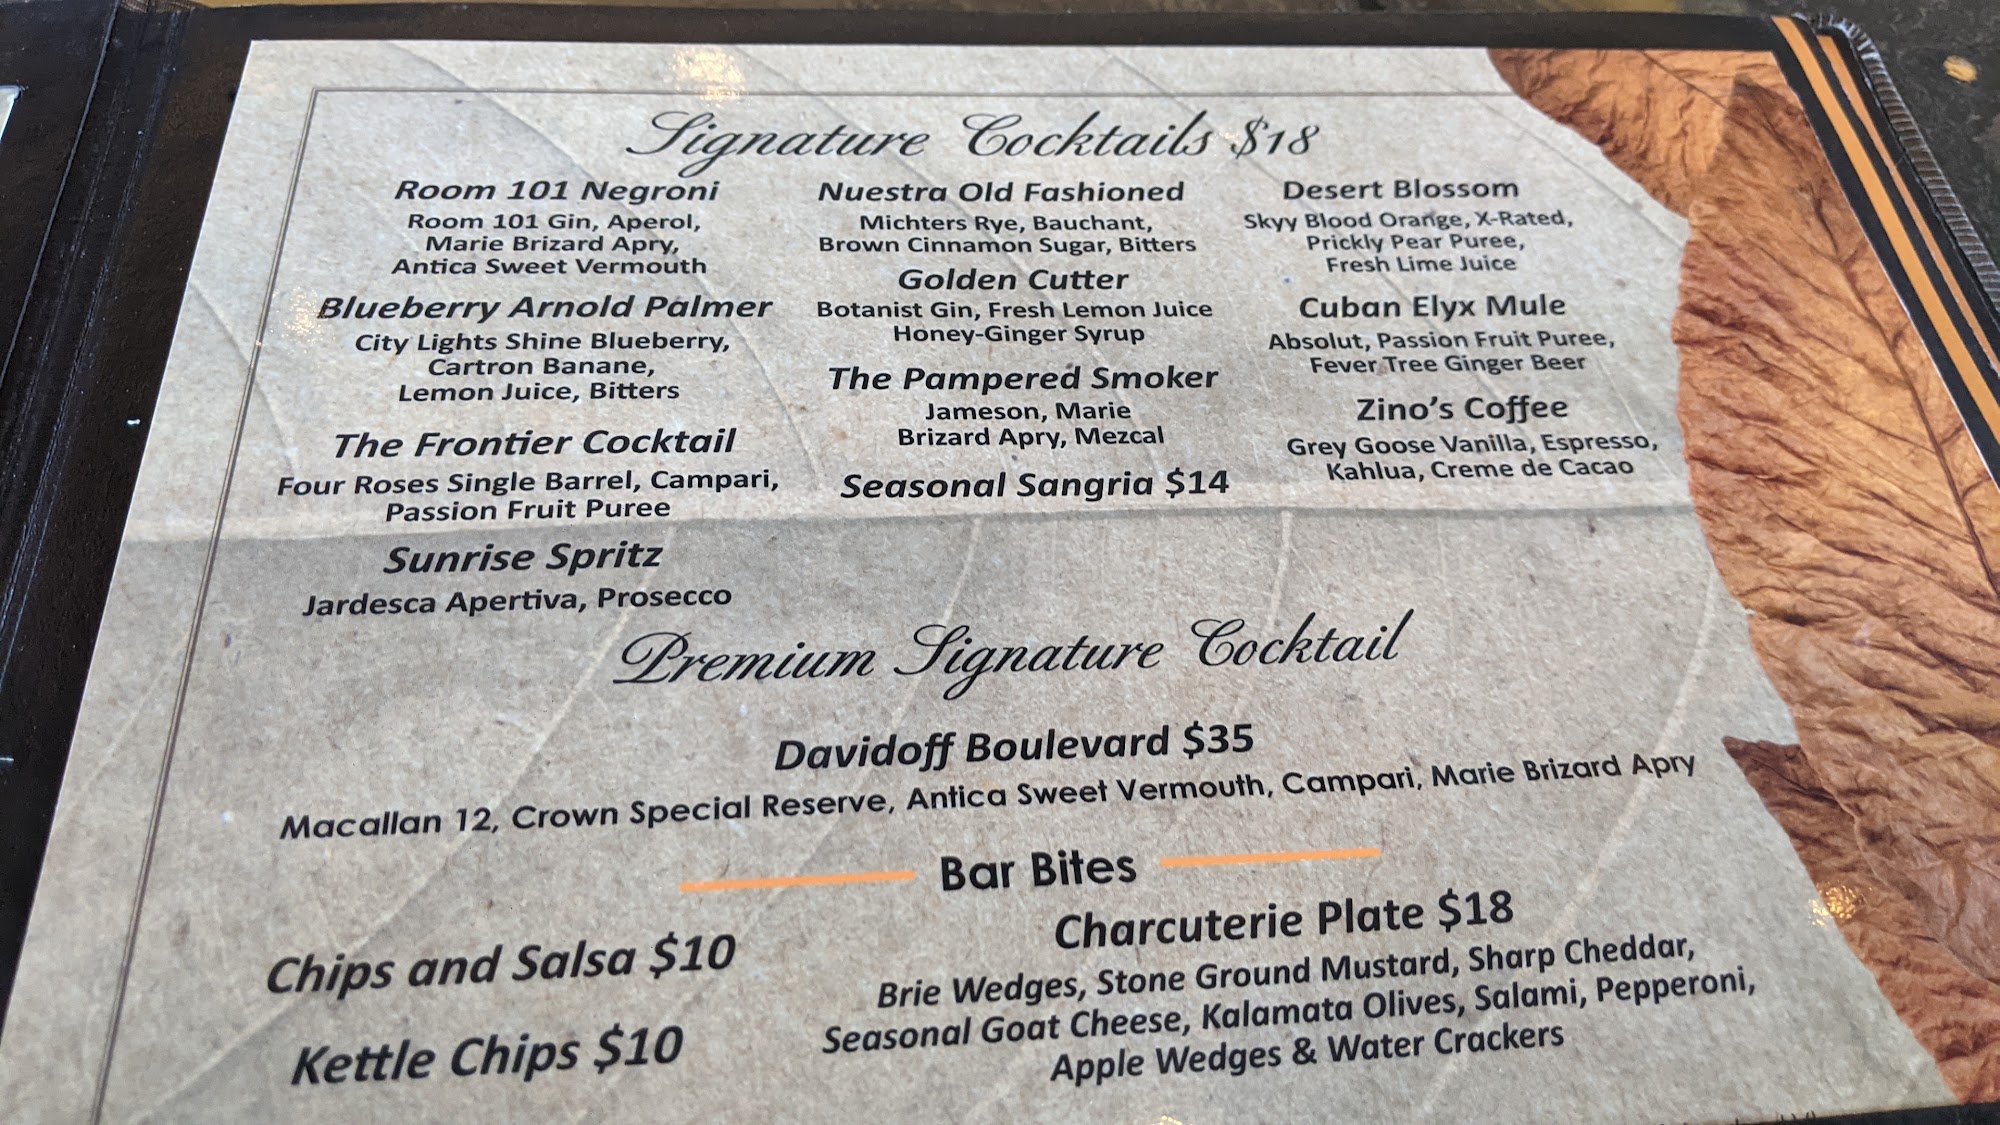 Signature Cocktails $18
Room 101 Negroni
Room 101 Gin, Aperol,
Marie Brizard Apry,
Antica Sweet Vermouth
Blueberry Arnold Palmer
City Lights Shine Blueberry,
Cartron Banane,
Lemon Juice, Bitters
The Frontier Cocktail
Four Roses Single Barrel, Campari,
Passion Fruit Puree
Sunrise Spritz
Jardesca Apertiva, Prosecco
Nuestra Old Fashioned
Michters Rye, Bauchant,
Brown Cinnamon Sugar, Bitters
Golden Cutter
Botanist Gin, Fresh Lemon Juice
Honey-Ginger Syrup
The Pampered Smoker
Jameson, Marie
Brizard Apry, Mezcal
Seasonal Sangria $14
Desert Blossom
Skyy Blood Orange, X-Rated,
Prickly Pear Puree,
Fresh Lime Juice
Cuban Elyx Mule
Absolut, Passion Fruit Puree,
Fever Tree Ginger Beer
Zino's Coffee
Grey Goose Vanilla, Espresso,
Kahlua, Creme de Cacao
Premium Signature Cocktail
Davidoff Boulevard $35
Macallan 12, Crown Special Reserve, Antica Sweet Vermouth, Campari, Marie Brizard Apry
Bar Bites
Chips and Salsa $10
Kettle Chips $10
Charcuterie Plate $18
Brie Wedges, Stone Ground Mustard, Sharp Cheddar,
Seasonal Goat Cheese, Kalamata Olives, Salami, Pepperoni,
Apple Wedges & Water Crackers